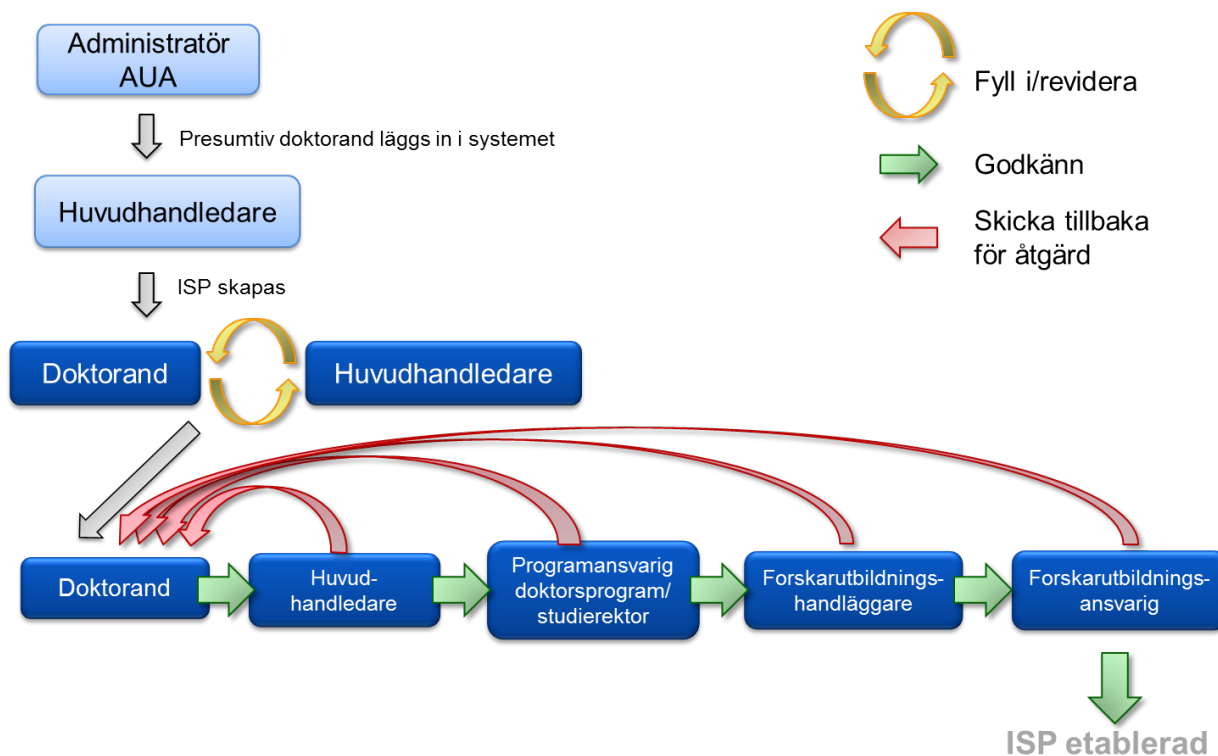 Administratör
AUA
Presumtiv doktorand läggs in i systemet
Huvudhandledare
ISP skapas
Doktorand
Huvudhandledare
Fyll i/revidera
Godkänn
Skicka tillbaka
för åtgärd
Doktorand
Huvud-
handledare
Programansvarig
doktorsprogram/
studierektor
Forskarutbildnings-
handläggare
Forskarutbildnings-
ansvarig
ISP etablerad